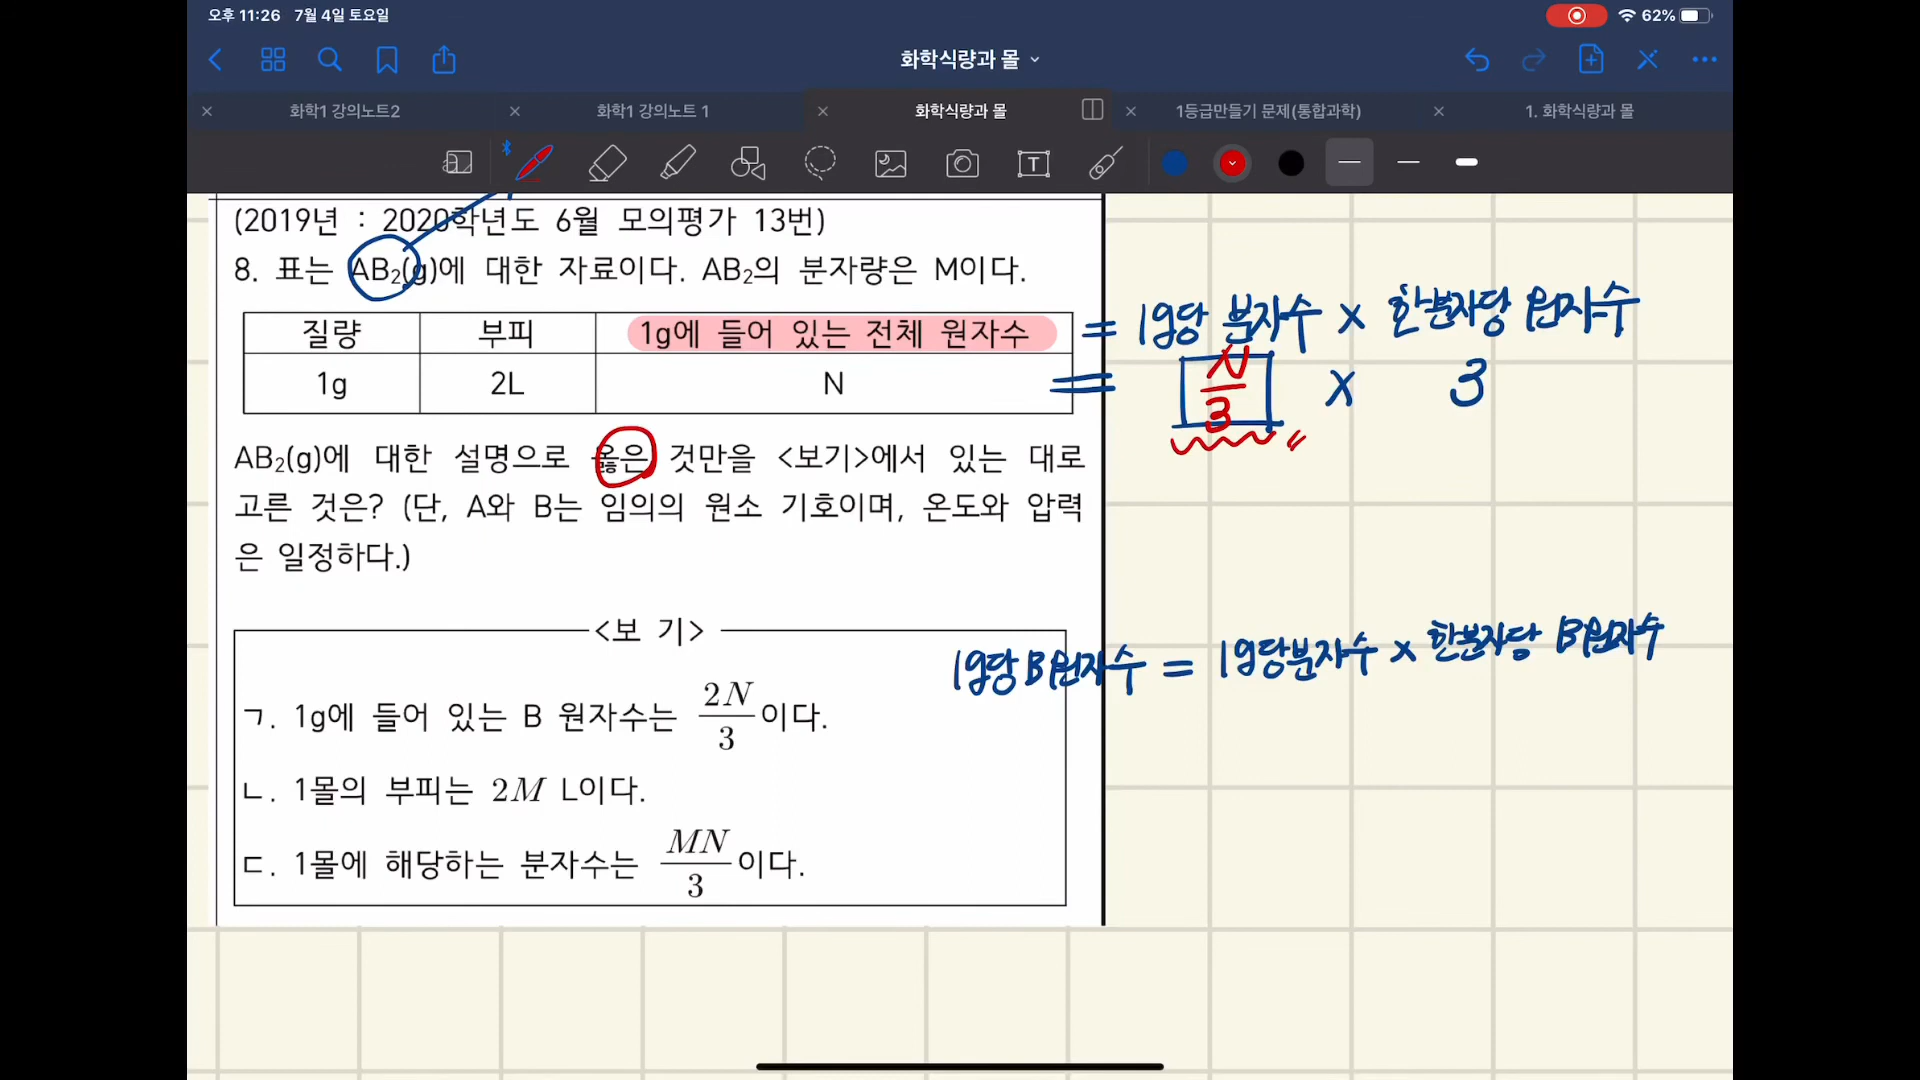 오후 11:26 7월 4일 토요일 62%
화학식량과 몰
화학1 강의노트2 화학1 강의노트 1 화학식량과 몰 1등급만들기 문제(통합과학) 1. 화학식량과 몰
(2019년 : 2020학년도 6월 모의평가 13번)
8. 표는 AB₂(g)에 대한 자료이다. AB₂의 분자량은 M이다.
질량 부피 1g에 들어 있는 전체 원자수 = 1g당 분자수 × 한분자당 원자수
1g 2L N = N/3 × 3
AB₂(g)에 대한 설명으로 옳은 것만을 <보기>에서 있는 대로
고른 것은? (단, A와 B는 임의의 원소 기호이며, 온도와 압력
은 일정하다.)
<보 기>
1g당 B원자수 = 1g당분자수 × 한분자당 B원자수
ㄱ. 1g에 들어 있는 B 원자수는 2N/3이다.
ㄴ. 1몰의 부피는 2M L이다.
ㄷ. 1몰에 해당하는 분자수는 MN/3이다.